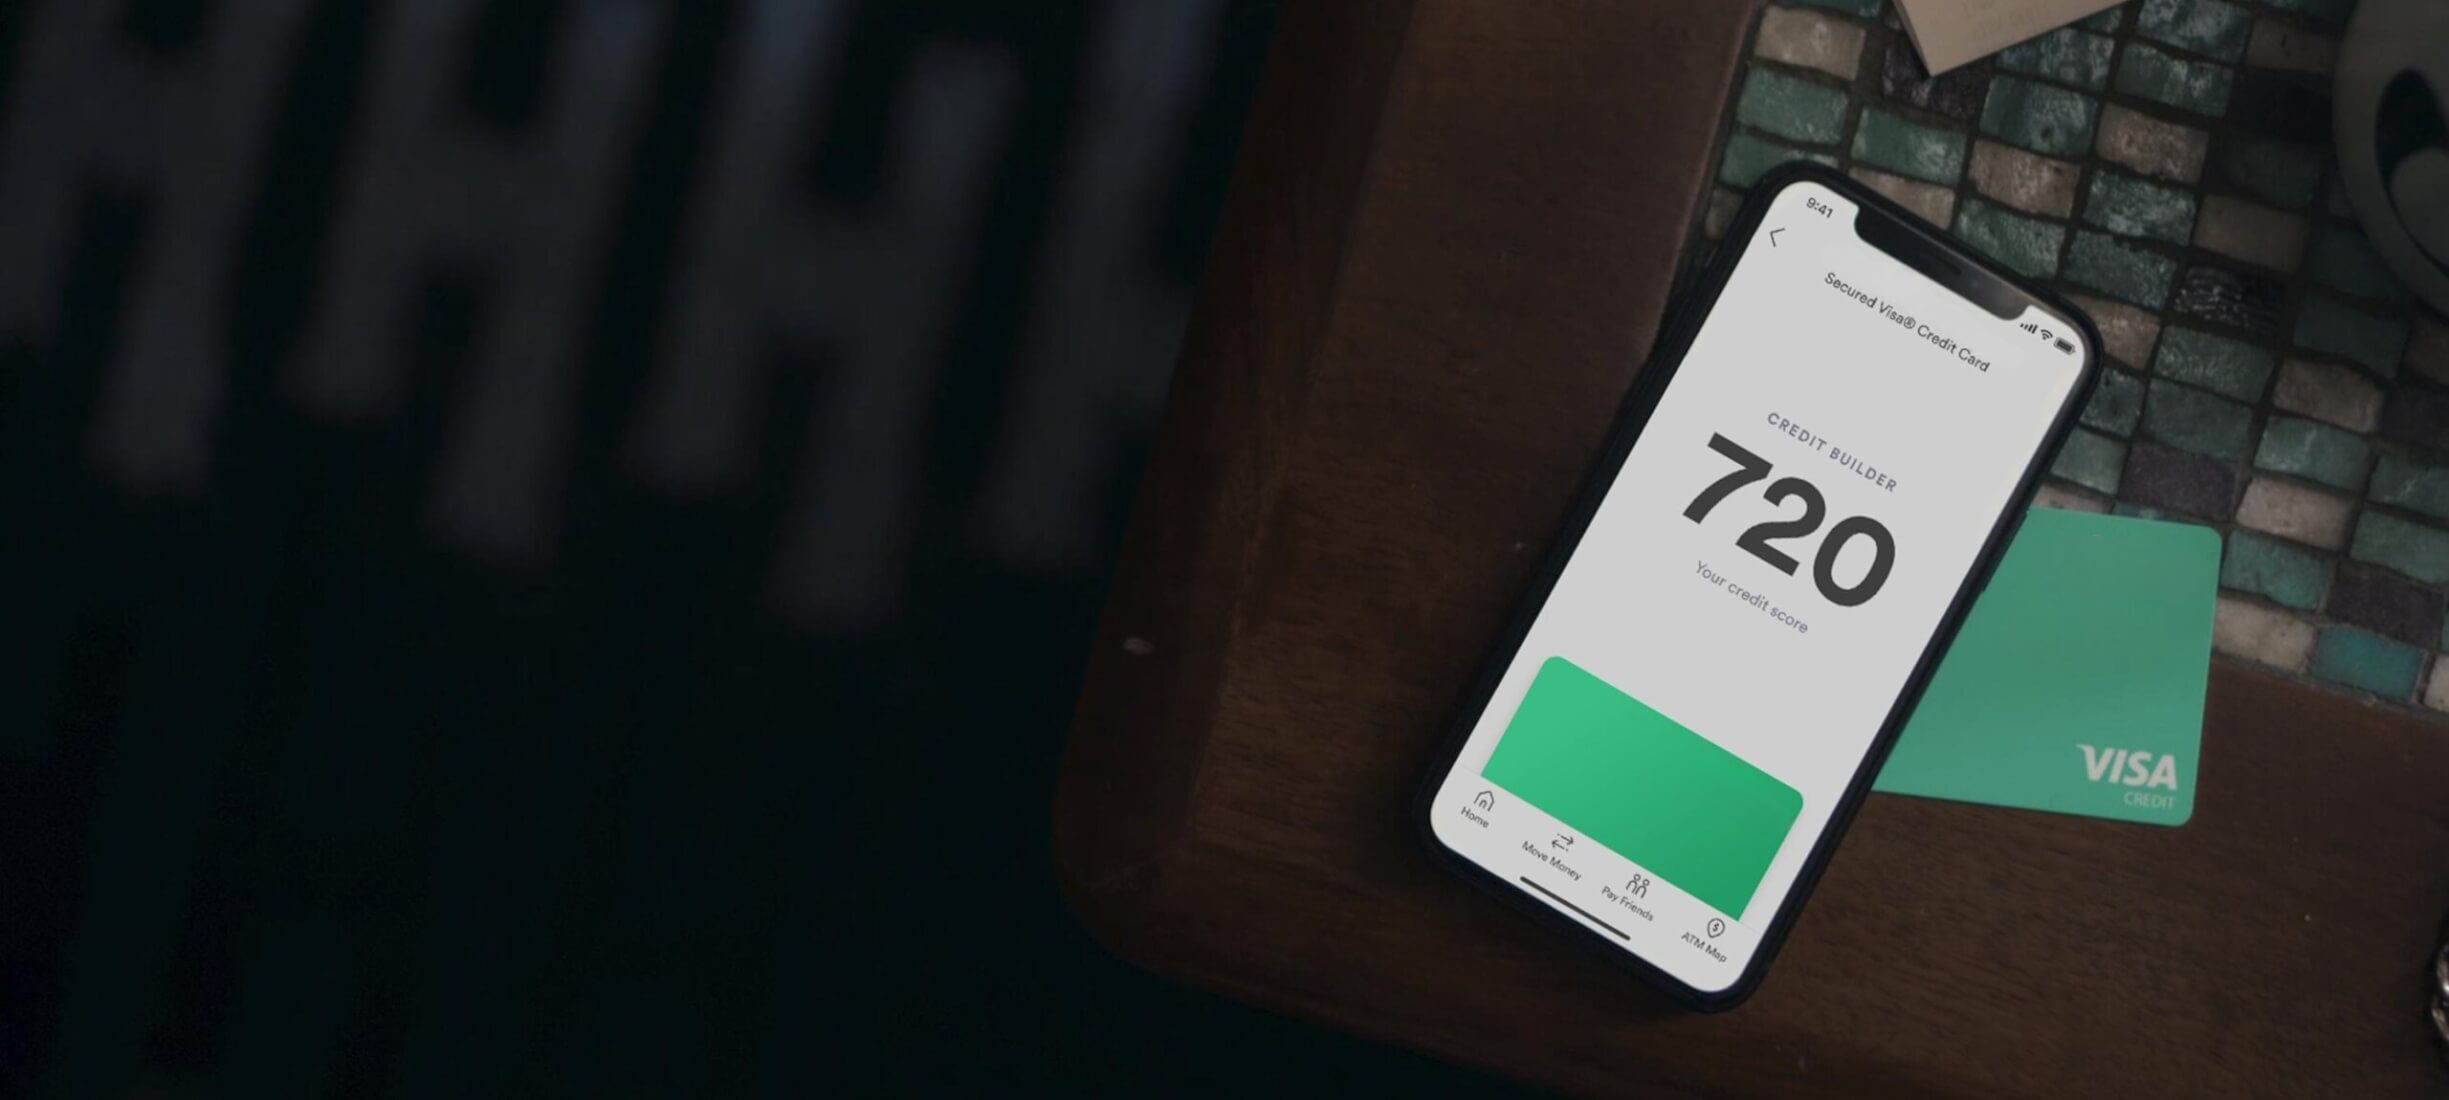 9:41
Secured Visa® Credit Card
CREDIT BUILDER
720
Your credit score
Home
Move Money
Pay Friends
ATM Map
VISA
CREDIT